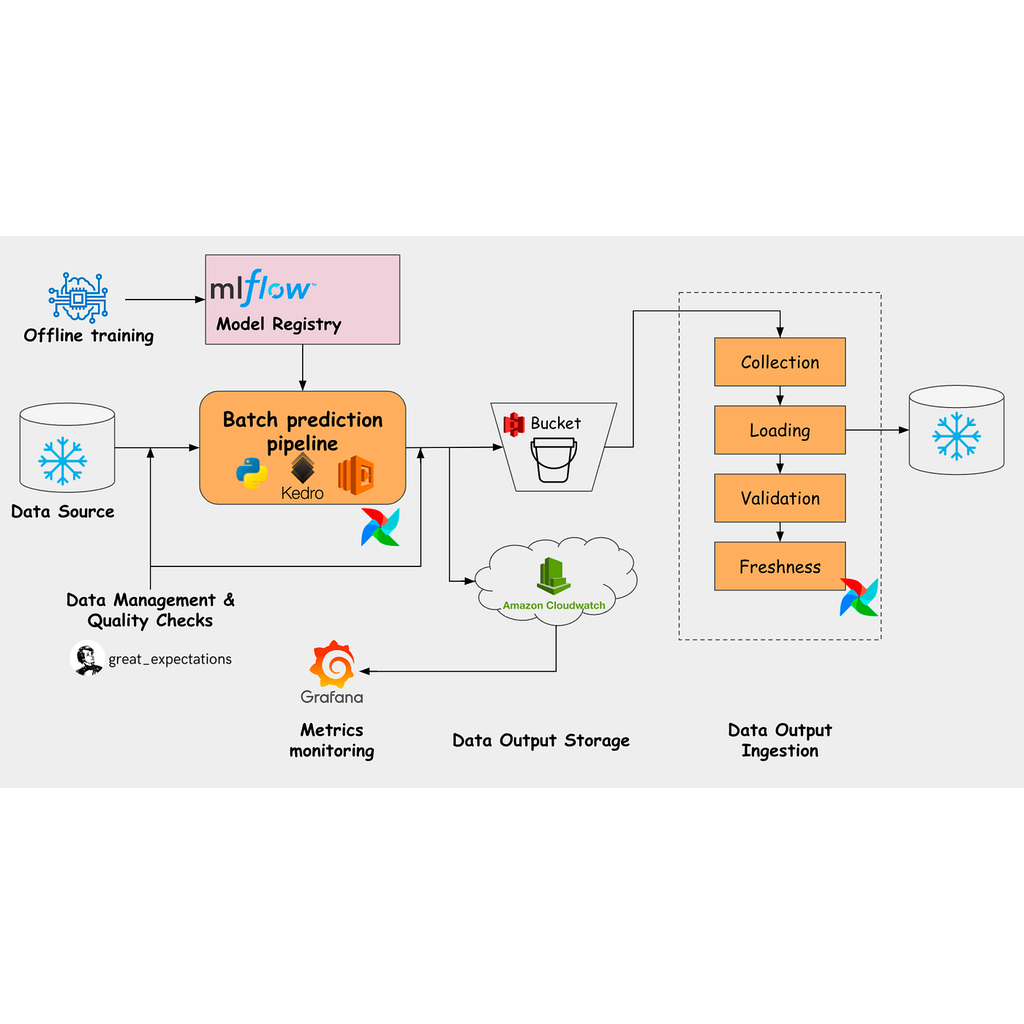 mlflow™
Model Registry
Offline training
Batch prediction
pipeline
Kedro
Data Source
Bucket
Collection
Loading
Validation
Freshness
Data Management &
Quality Checks
great_expectations
Amazon Cloudwatch
Grafana
Metrics
monitoring
Data Output Storage
Data Output
Ingestion